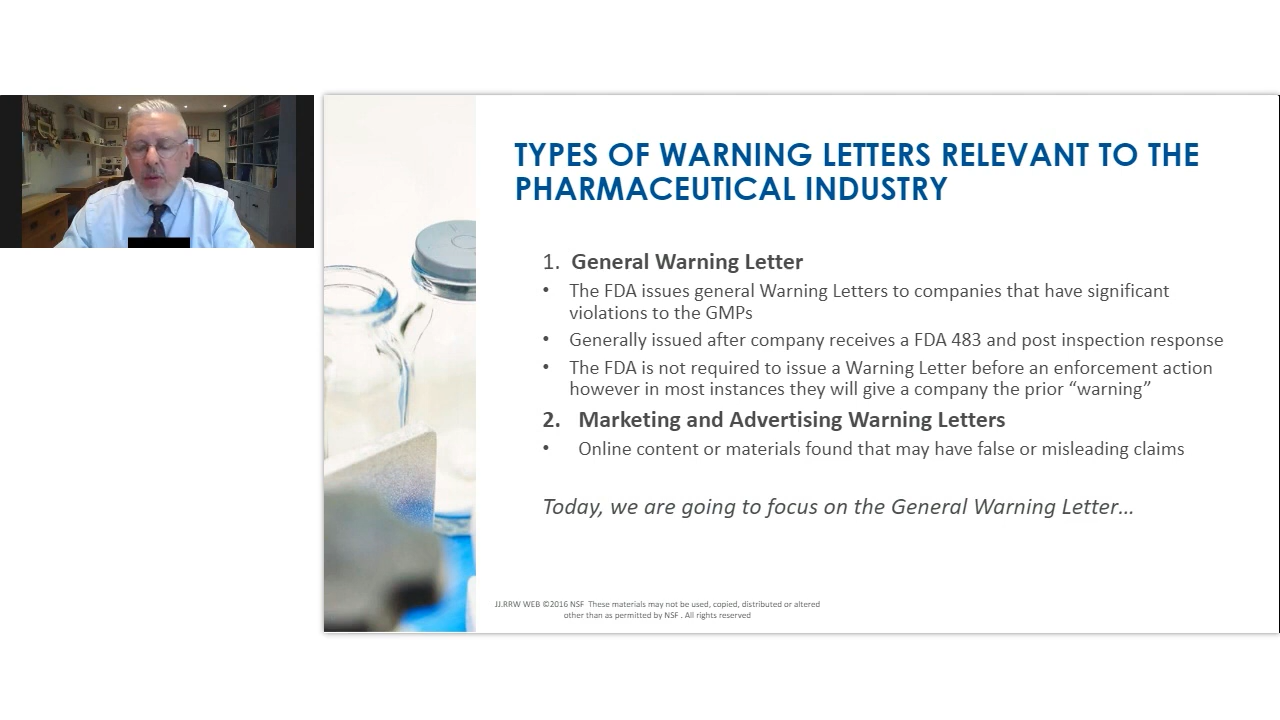 TYPES OF WARNING LETTERS RELEVANT TO THE
PHARMACEUTICAL INDUSTRY
1. General Warning Letter
• The FDA issues general Warning Letters to companies that have significant
violations to the GMPs
• Generally issued after company receives a FDA 483 and post inspection response
• The FDA is not required to issue a Warning Letter before an enforcement action
however in most instances they will give a company the prior “warning”
2. Marketing and Advertising Warning Letters
• Online content or materials found that may have false or misleading claims
Today, we are going to focus on the General Warning Letter…
JJ.RRW WEB ©2016 NSF These materials may not be used, copied, distributed or altered
other than as permitted by NSF . All rights reserved